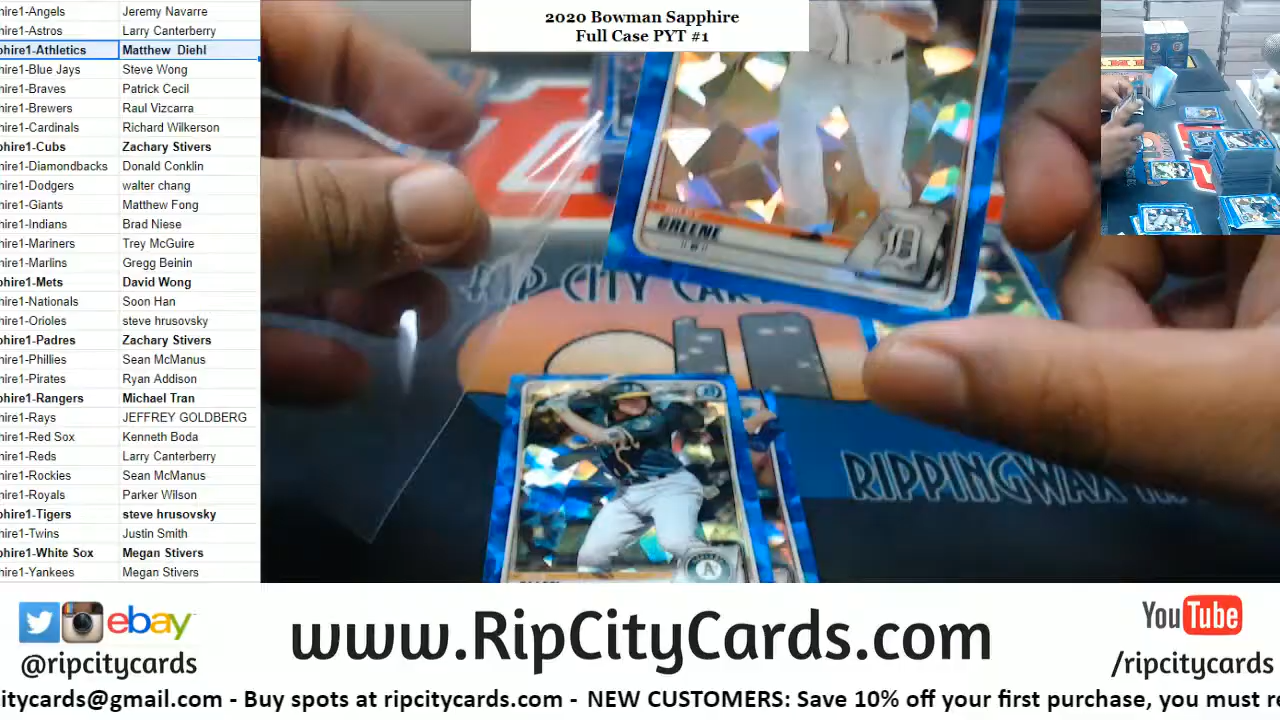 2020 Bowman Sapphire
Full Case PYT #1
hire1-Angels Jeremy Navarre
hire1-Astros Larry Canterberry
phire1-Athletics Matthew Diehl
hire1-Blue Jays Steve Wong
hire1-Braves Patrick Cecil
hire1-Brewers Raul Vizcarra
hire1-Cardinals Richard Wilkerson
phire1-Cubs Zachary Stivers
hire1-Diamondbacks Donald Conklin
hire1-Dodgers walter chang
hire1-Giants Matthew Fong
hire1-Indians Brad Niese
hire1-Mariners Trey McGuire
hire1-Marlins Gregg Beinin
phire1-Mets David Wong
hire1-Nationals Soon Han
hire1-Orioles steve hrusovsky
phire1-Padres Zachary Stivers
hire1-Phillies Sean McManus
hire1-Pirates Ryan Addison
phire1-Rangers Michael Tran
hire1-Rays JEFFREY GOLDBERG
hire1-Red Sox Kenneth Boda
hire1-Reds Larry Canterberry
hire1-Rockies Sean McManus
hire1-Royals Parker Wilson
phire1-Tigers steve hrusovsky
hire1-Twins Justin Smith
phire1-White Sox Megan Stivers
hire1-Yankees Megan Stivers
GREENE
D
RIP CITY CAR
A
RIPPINGWAX
ebay
@ripcitycards
www.RipCityCards.com
YouTube
/ripcitycards
citycards@gmail.com - Buy spots at ripcitycards.com - NEW CUSTOMERS: Save 10% off your first purchase, you must re